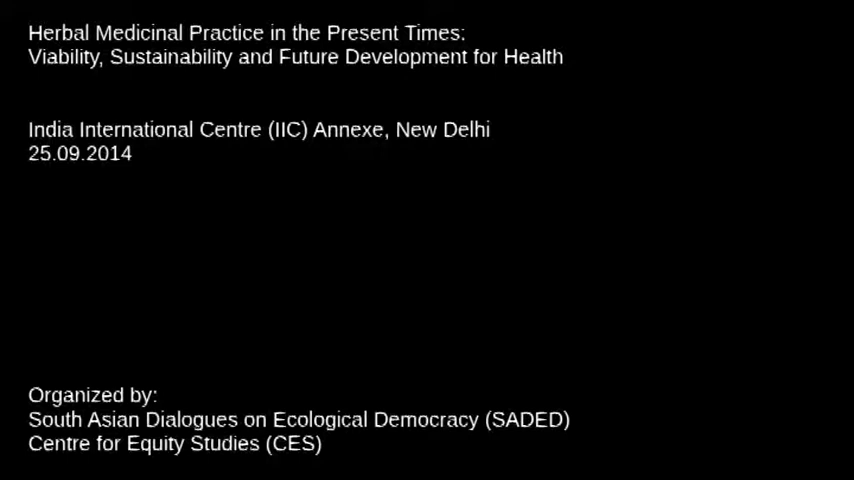 Herbal Medicinal Practice in the Present Times:
Viability, Sustainability and Future Development for Health
India International Centre (IIC) Annexe, New Delhi
25.09.2014
Organized by:
South Asian Dialogues on Ecological Democracy (SADED)
Centre for Equity Studies (CES)